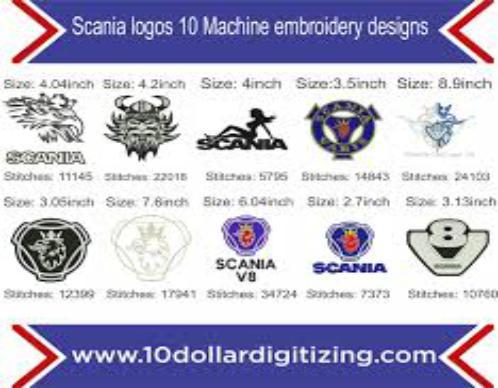 Scania logos 10 Machine embroidery designs
Size: 4.04inch Size: 4.2inch Size: 4inch Size:3.5inch Size: 8.9inch
SCANIA SCANIA SCANIA VABIS
Stitches: 11145 Stitches: 22016 Stitches: 5795 Stitches: 14843 Stitches: 24103
Size: 3.05inch Size: 7.6inch Size: 6.04inch Size: 2.7inch Size: 3.13inch
8
SCANIA SCANIA
V8
Stitches: 12399 Stitches: 17941 Stitches: 34724 Stitches: 7373 Stitches: 10760
www.10dollardigitizing.com